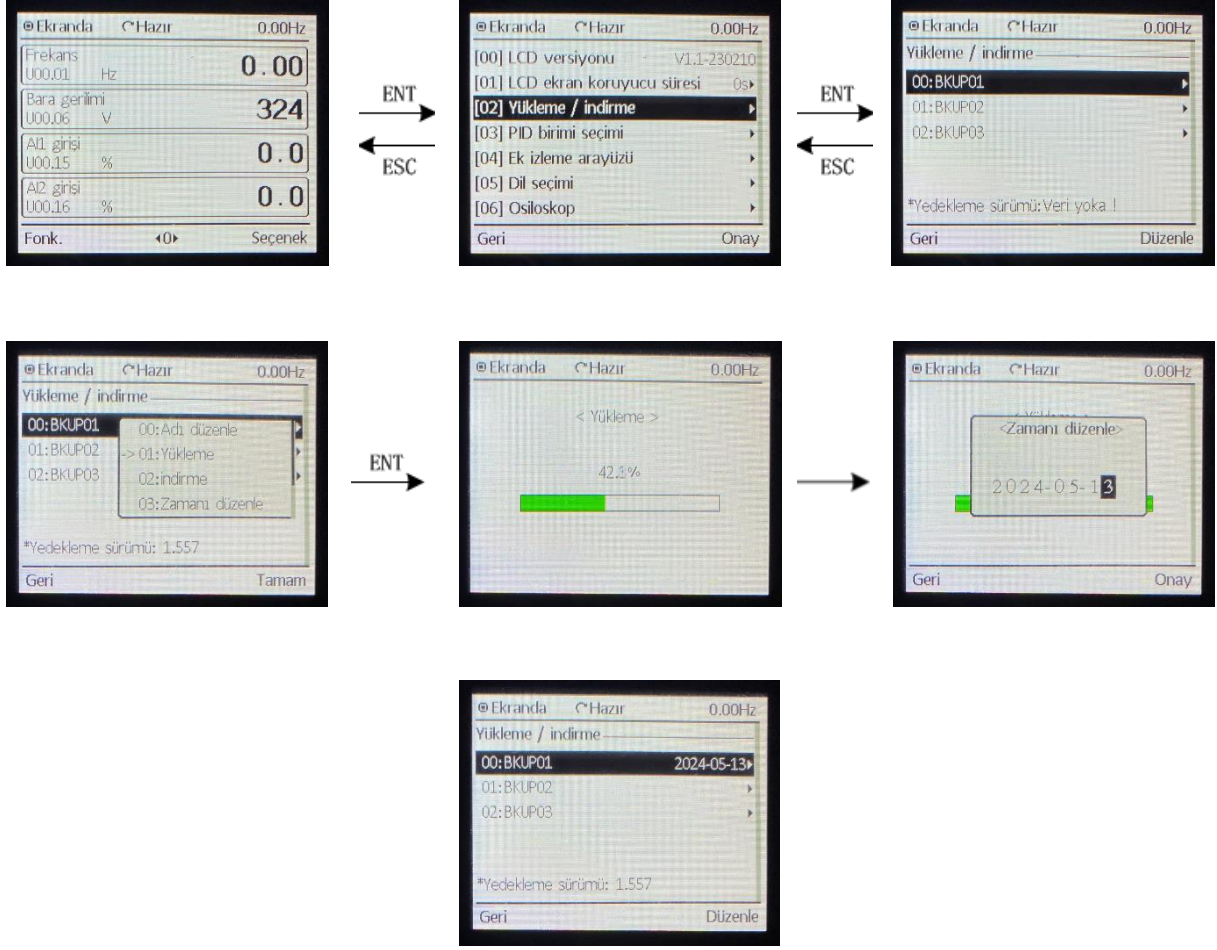 Ekranda Hazır 0.00Hz
Frekans
U00.01 Hz 0.00
Bara gerilimi
U00.06 V 324
AI1 girişi
U00.15 % 0.0
AI2 girişi
U00.16 % 0.0
Fonk. ◂0▸ Seçenek
ENT
ESC
Ekranda Hazır 0.00Hz
[00] LCD versiyonu V1.1-230210
[01] LCD ekran koruyucu süresi 0s▸
[02] Yükleme / indirme
[03] PID birimi seçimi
[04] Ek izleme arayüzü
[05] Dil seçimi
[06] Osiloskop
Geri Onay
ENT
ESC
Ekranda Hazır 0.00Hz
Yükleme / indirme
00:BKUP01
01:BKUP02
02:BKUP03
*Yedekleme sürümü:Veri yoka !
Geri Düzenle
Ekranda Hazır 0.00Hz
Yükleme / indirme
00:BKUP01
01:BKUP02
02:BKUP03
00:Adı düzenle
->01:Yükleme
02:indirme
03:Zamanı düzenle
*Yedekleme sürümü: 1.557
Geri Tamam
ENT
Ekranda Hazır 0.00Hz
< Yükleme >
42.1%
Ekranda Hazır 0.00Hz
<Zamanı düzenle>
2024-05-13
Geri Onay
Ekranda Hazır 0.00Hz
Yükleme / indirme
00:BKUP01 2024-05-13▸
01:BKUP02
02:BKUP03
*Yedekleme sürümü: 1.557
Geri Düzenle